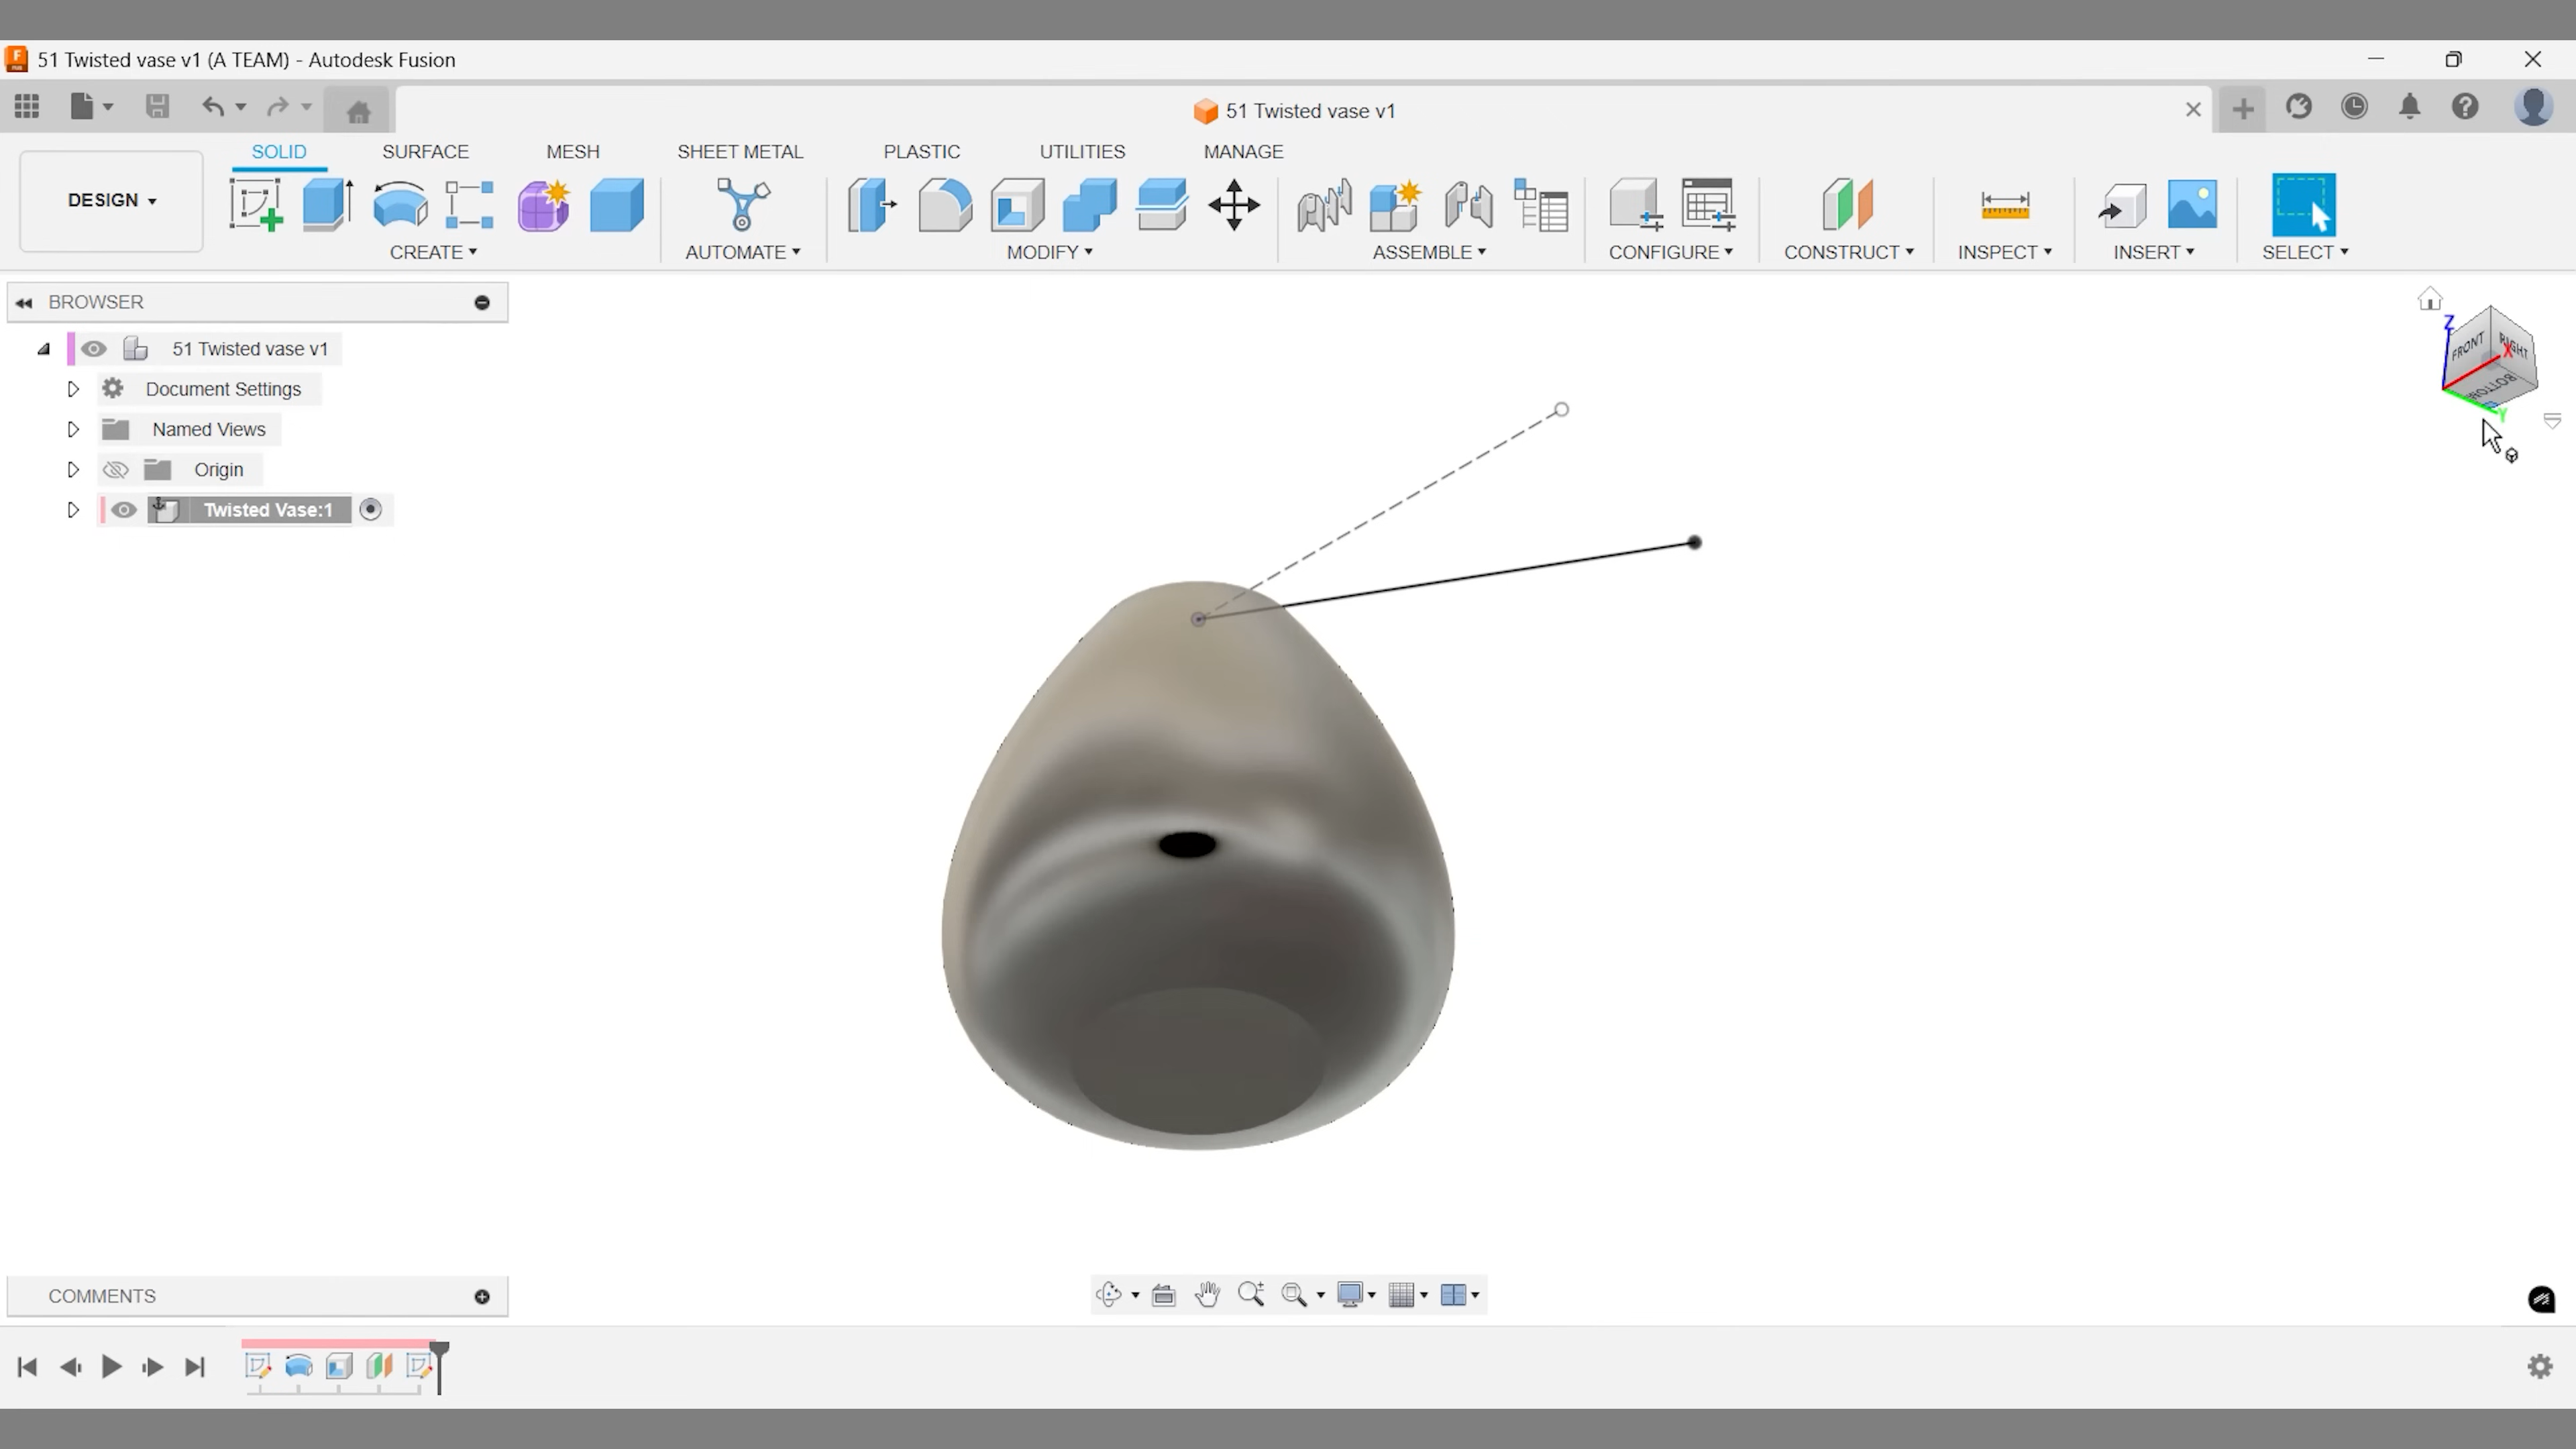 51 Twisted vase v1 (A TEAM) - Autodesk Fusion
51 Twisted vase v1
SOLID SURFACE MESH SHEET METAL PLASTIC UTILITIES MANAGE
DESIGN
CREATE AUTOMATE MODIFY ASSEMBLE CONFIGURE CONSTRUCT INSPECT INSERT SELECT
BROWSER
51 Twisted vase v1
Document Settings
Named Views
Origin
Twisted Vase:1
Z
FRONT
RIGHT
X
BOTTOM
Y
COMMENTS